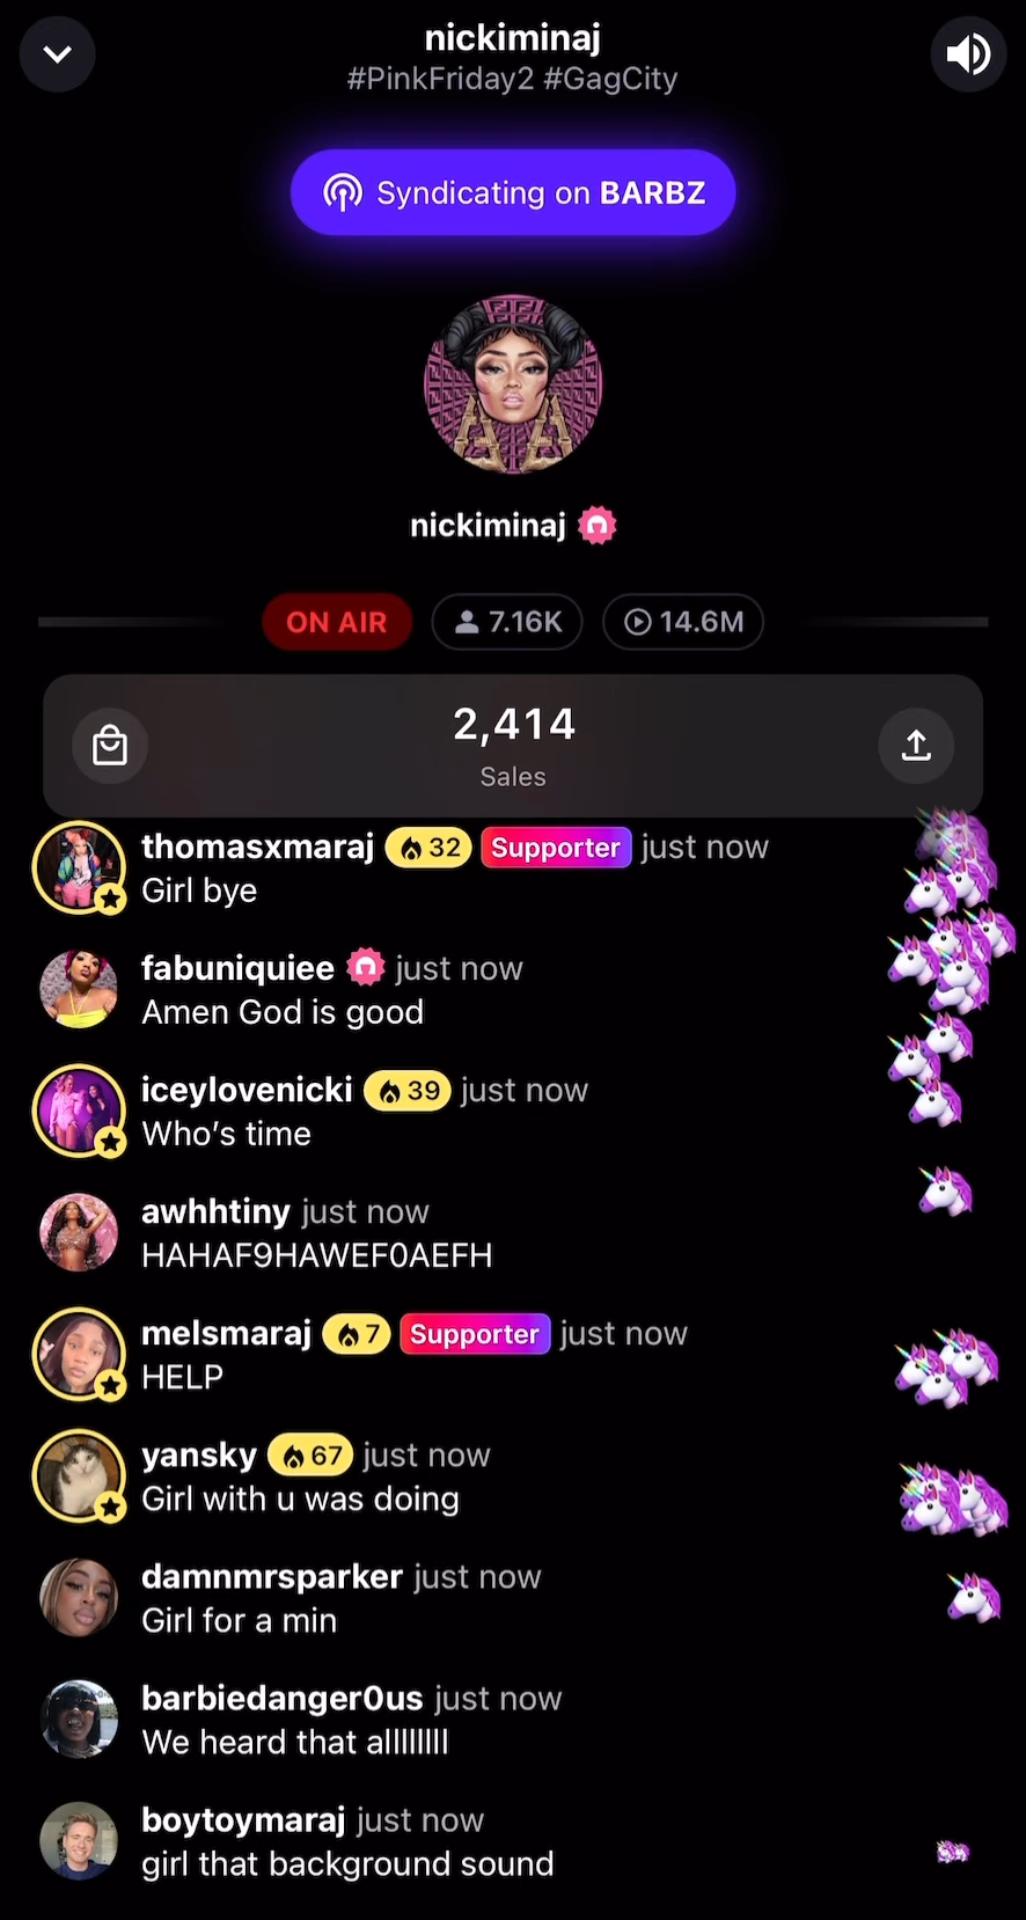 nickiminaj
#PinkFriday2 #GagCity
Syndicating on BARBZ
nickiminaj
ON AIR 7.16K 14.6M
2,414
Sales
thomasxmaraj 32 Supporter just now
Girl bye
fabuniquiee just now
Amen God is good
iceylovenicki 39 just now
Who's time
awhhtiny just now
HAHAF9HAWEF0AEFH
melsmaraj 7 Supporter just now
HELP
yansky 67 just now
Girl with u was doing
damnmrsparker just now
Girl for a min
barbiedanger0us just now
We heard that allllllll
boytoymaraj just now
girl that background sound